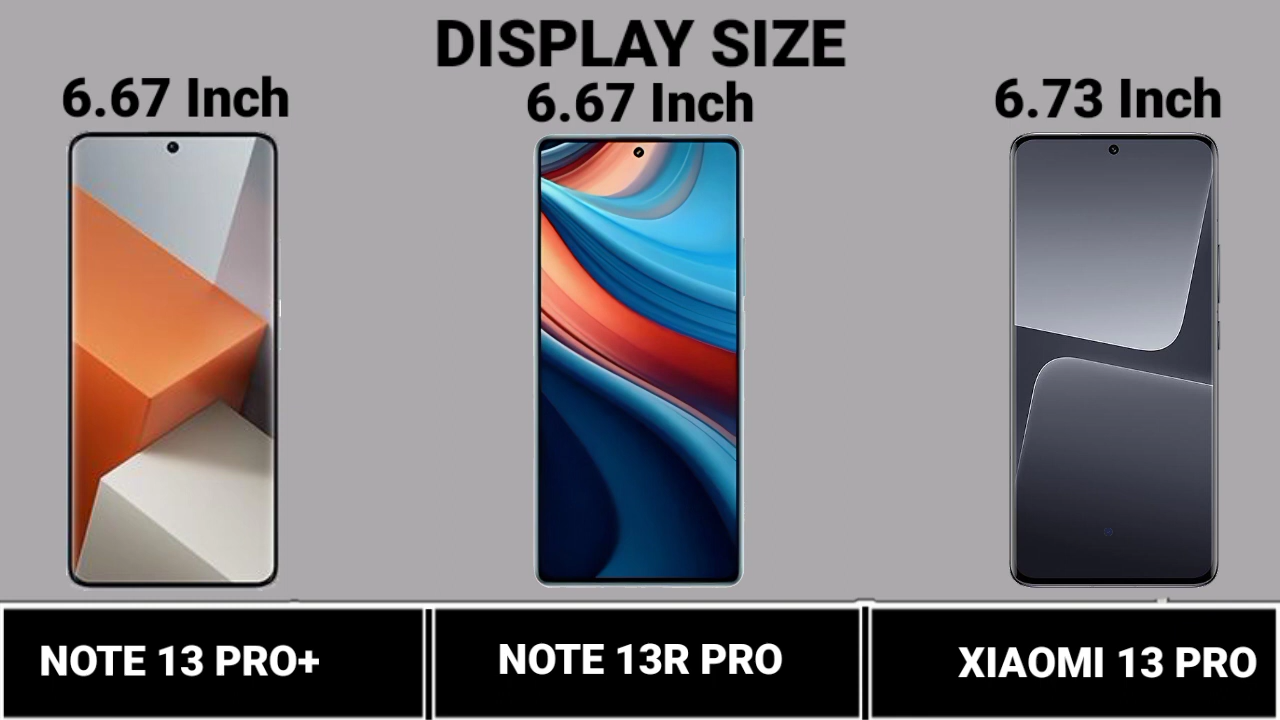 DISPLAY SIZE
6.67 Inch
6.67 Inch
6.73 Inch
NOTE 13 PRO+
NOTE 13R PRO
XIAOMI 13 PRO